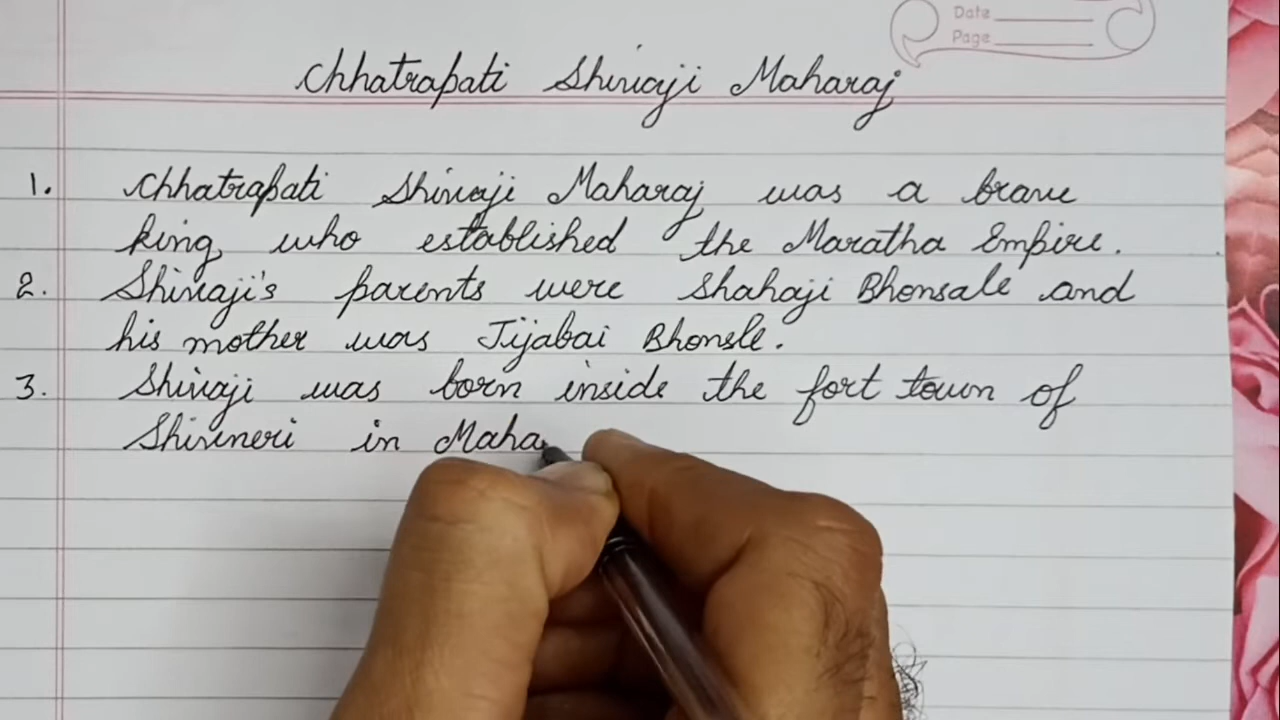 Date
Page
Chhatrapati Shivaji Maharaj
1. Chhatrapati Shivaji Maharaj was a brave
king who established the Maratha Empire.
2. Shivaji's parents were Shahaji Bhonsale and
his mother was Jijabai Bhonsle.
3. Shivaji was born inside the fort town of
Shivneri in Maha